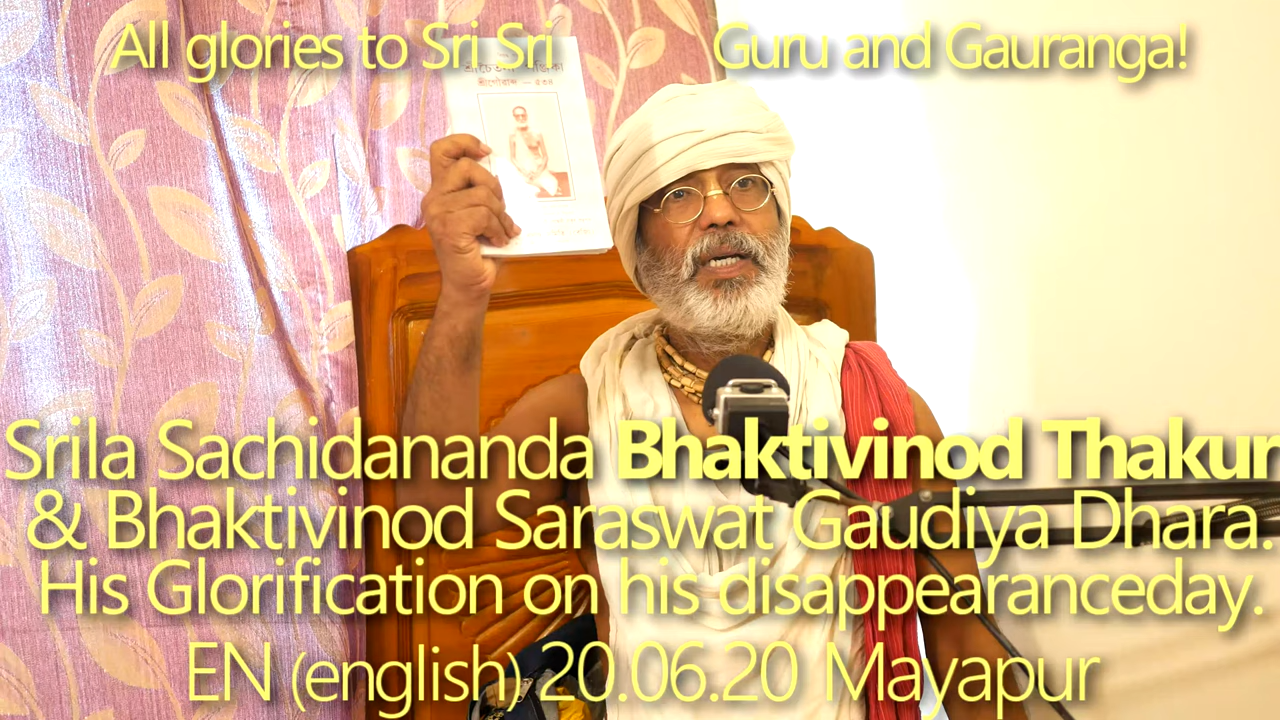 All glories to Sri Sri Guru and Gauranga!
শ্রীগৌরাব্দ — ৫৩৪
Srila Sachidananda Bhaktivinod Thakur
& Bhaktivinod Saraswat Gaudiya Dhara.
His Glorification on his disappearanceday.
EN (english) 20.06.20 Mayapur